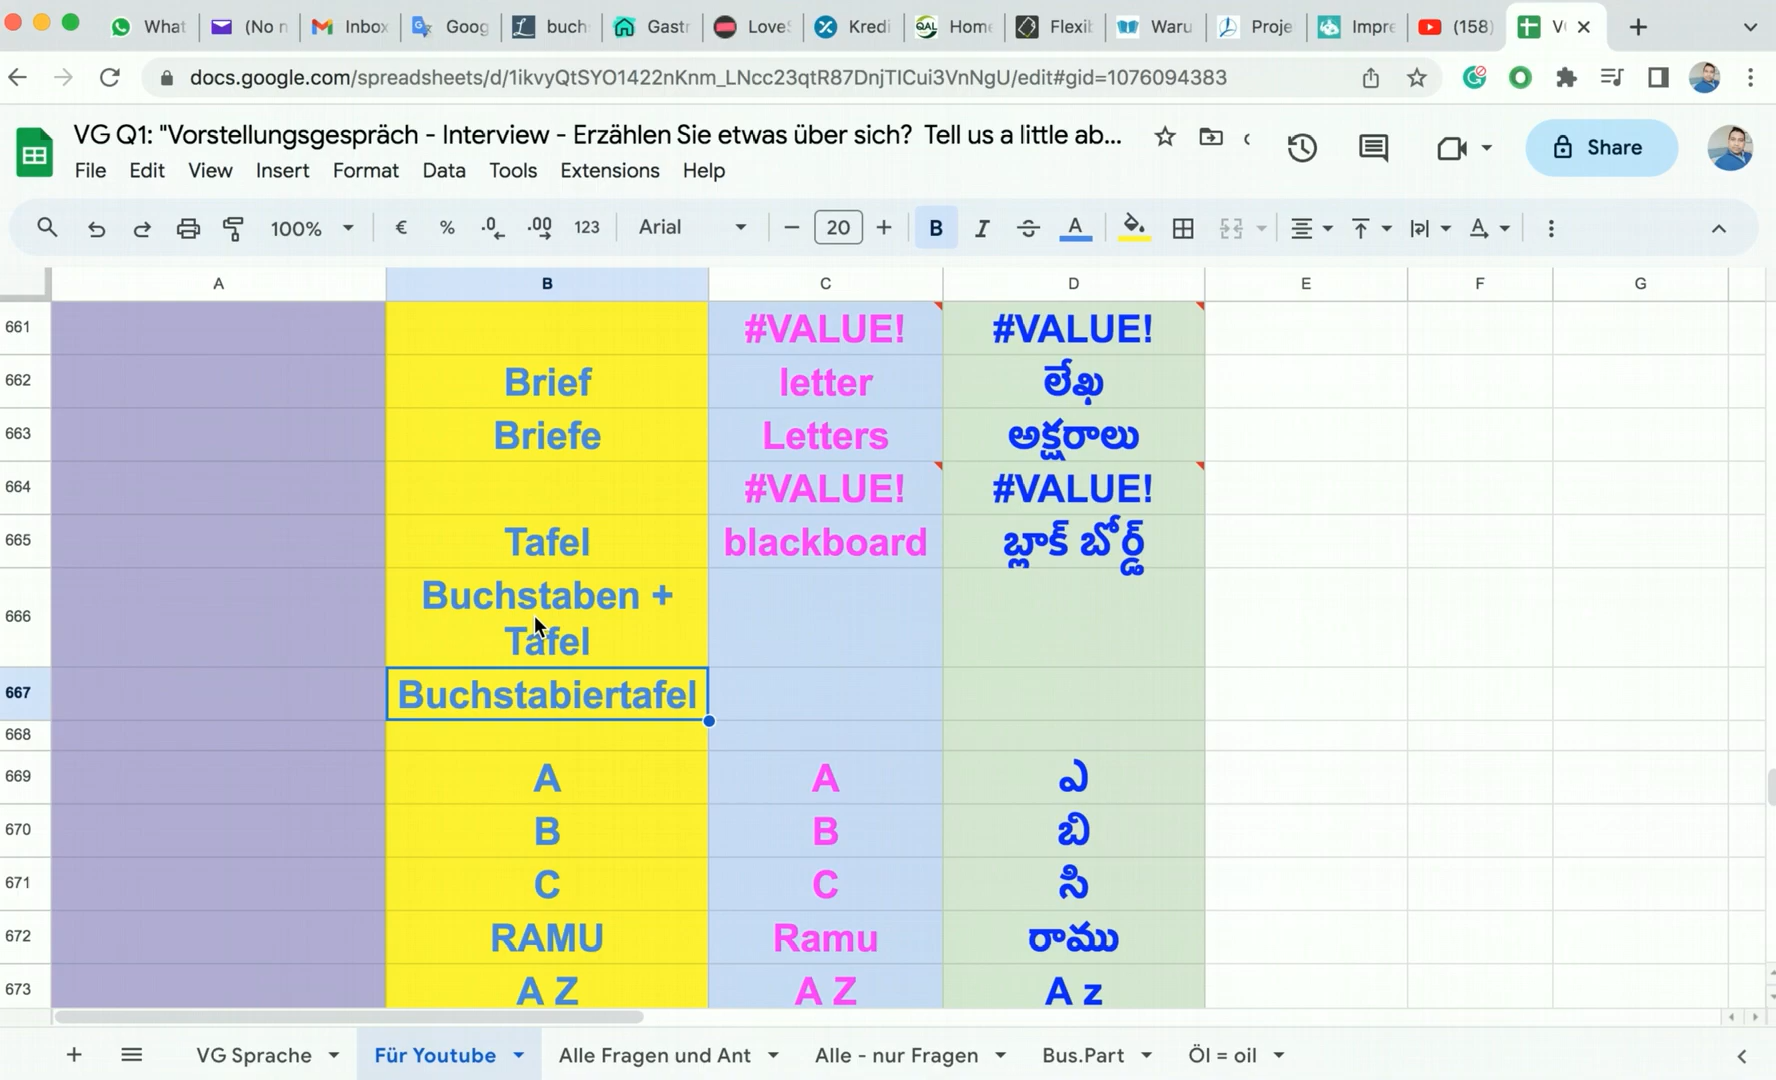 What (No n Inbox Goog buch Gastr Love Kredi Home Flexib Waru Proje Impre (158)
docs.google.com/spreadsheets/d/1ikvyQtSYO1422nKnm_LNcc23qtR87DnjTICui3VnNgU/edit#gid=1076094383
VG Q1: "Vorstellungsgespräch - Interview - Erzählen Sie etwas über sich? Tell us a little ab...
Share
File Edit View Insert Format Data Tools Extensions Help
100% € % .0 .00 123 Arial 20 B I A
A B C D E F G
661 #VALUE! #VALUE!
662 Brief letter లేఖ
663 Briefe Letters అక్షరాలు
664 #VALUE! #VALUE!
665 Tafel blackboard బ్లాక్ బోర్డ్
666 Buchstaben +
Tafel
667 Buchstabiertafel
668
669 A A ఎ
670 B B బి
671 C C సి
672 RAMU Ramu రాము
673 A Z A Z A z
VG Sprache Für Youtube Alle Fragen und Ant Alle - nur Fragen Bus.Part Öl = oil